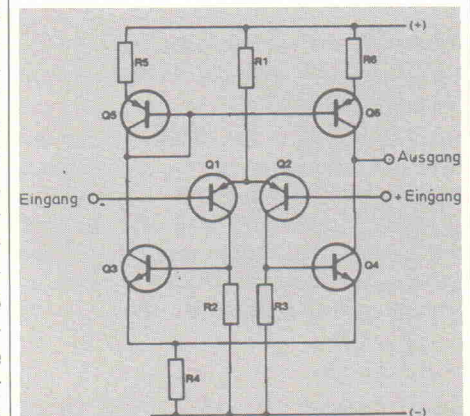 (+)
R5
R1
R6
Q5
Q6
Ausgang
Q1
Q2
Eingang
-
+ Eingang
Q3
Q4
R2
R3
R4
(-)